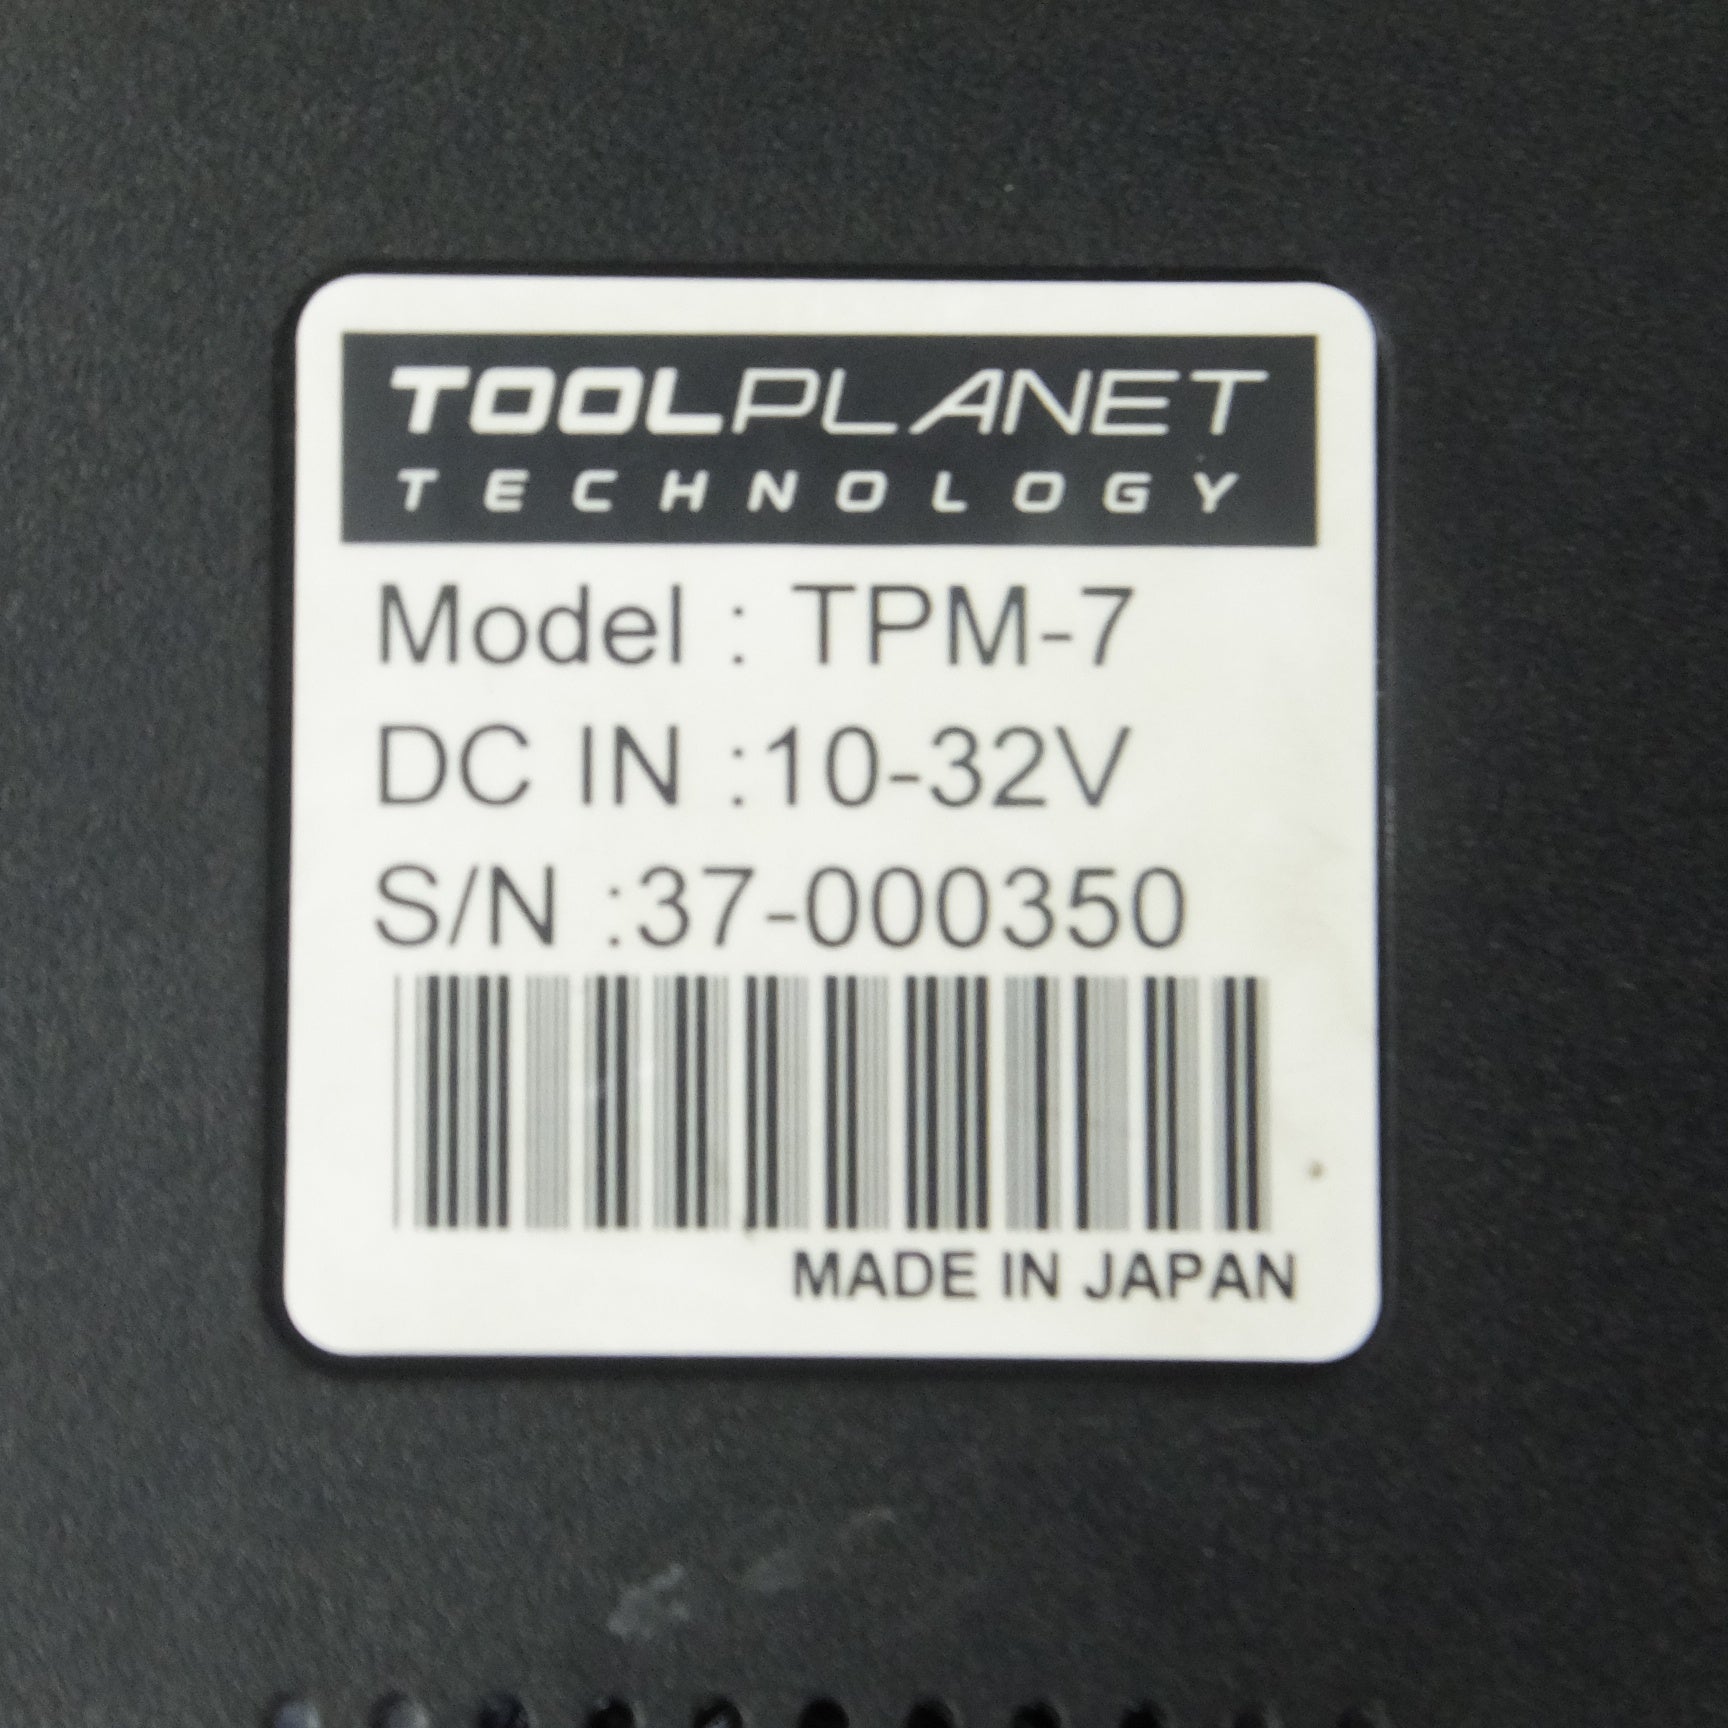 TOOLPLANET
TECHNOLOGY
Model : TPM-7
DC IN :10-32V
S/N :37-000350
MADE IN JAPAN